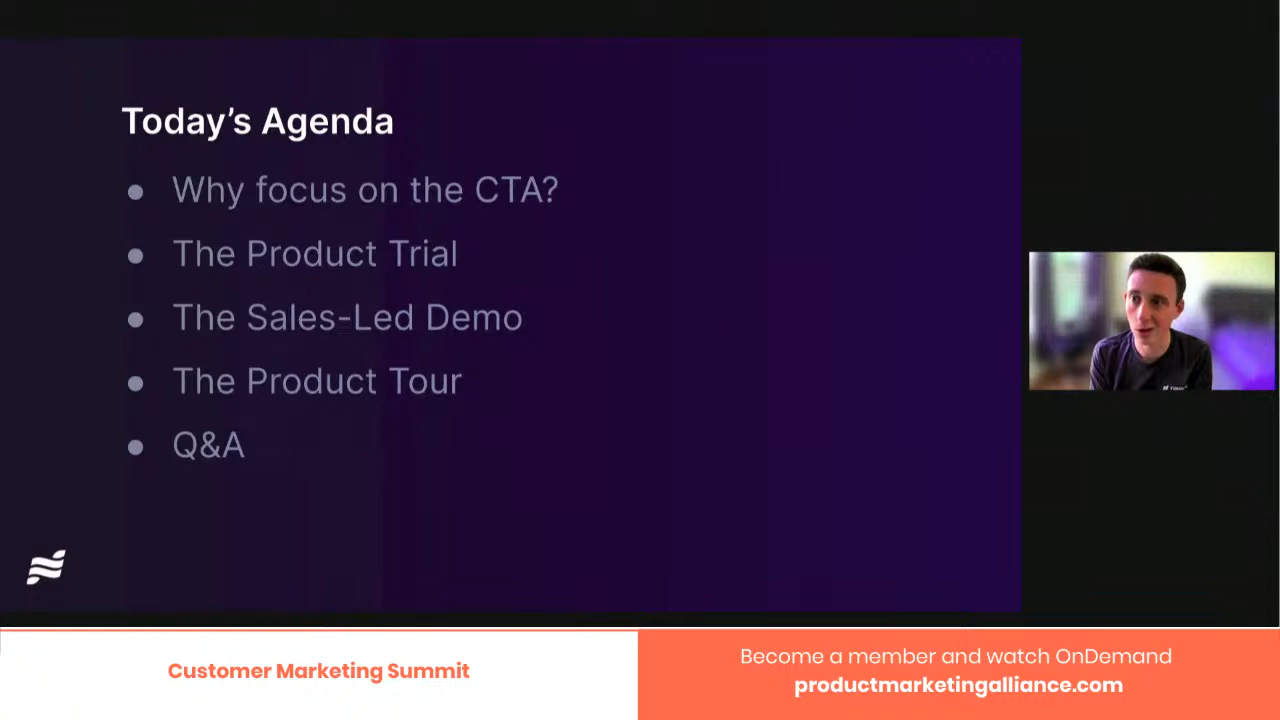 Today's Agenda
● Why focus on the CTA?
● The Product Trial
● The Sales-Led Demo
● The Product Tour
● Q&A
Customer Marketing Summit
Become a member and watch OnDemand
productmarketingalliance.com